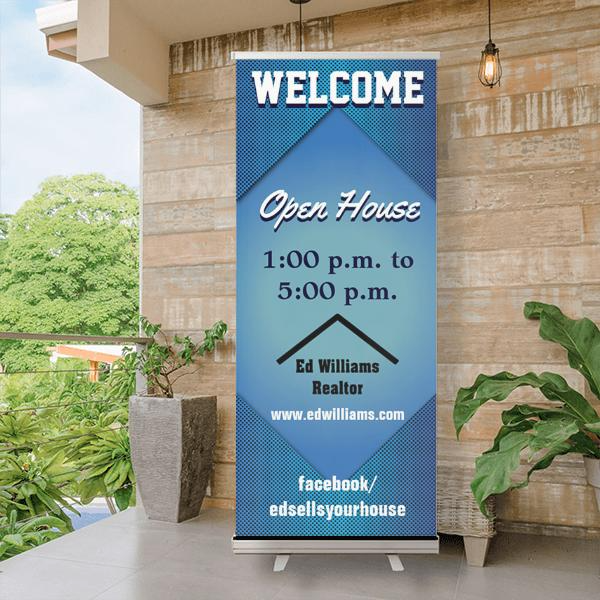 WELCOME
Open House
1:00 p.m. to
5:00 p.m.
Ed Williams
Realtor
www.edwilliams.com
facebook/
edsellsyourhouse